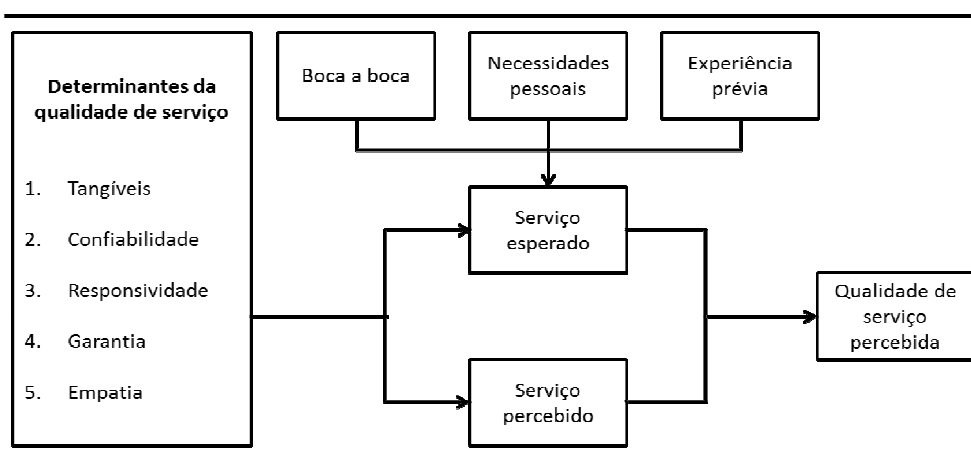 Determinantes da
qualidade de serviço
1. Tangíveis
2. Confiabilidade
3. Responsividade
4. Garantia
5. Empatia
Boca a boca
Necessidades
pessoais
Experiência
prévia
Serviço
esperado
Serviço
percebido
Qualidade de
serviço
percebida